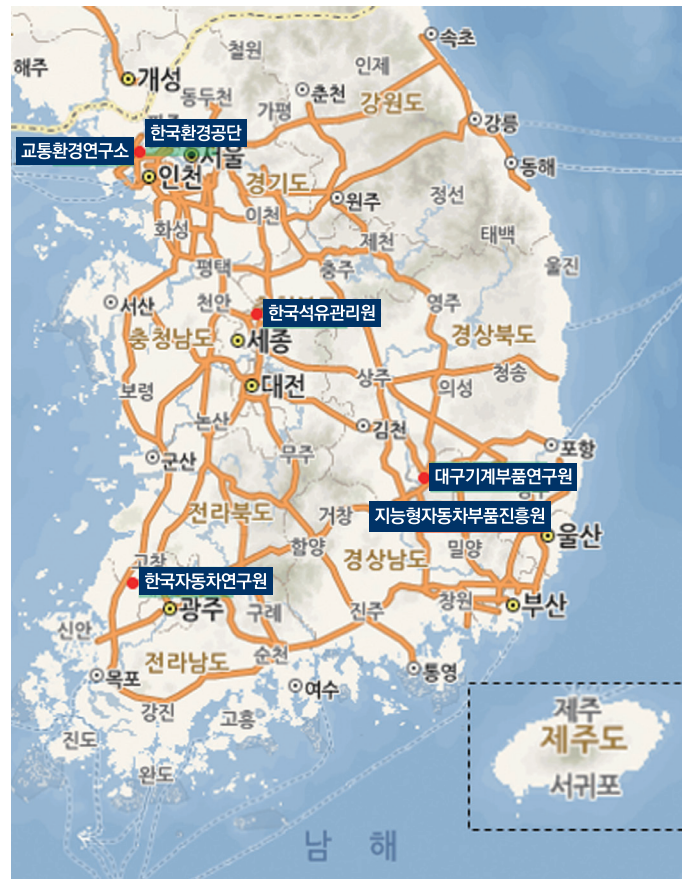 속초
철원
해주
인제
개성
춘천
동두천
강원도
가평
강릉
한국환경공단
교통환경연구소
서울
동해
인천
경기도
정선
원주
이천
화성
태백
제천
평택
충주
울진
서산
천안
영주
한국석유관리원
충청남도
세종
경상북도
청송
상주
대전
의성
보령
논산
김천
포항
무주
군산
대구기계부품연구원
전라북도
거창
지능형자동차부품진흥원
울산
함양
밀양
경상남도
고창
한국자동차연구원
창원
부산
광주
구례
진주
신안
순천
전라남도
통영
목포
여수
강진
고흥
제주
진도
제주도
완도
서귀포
남 해